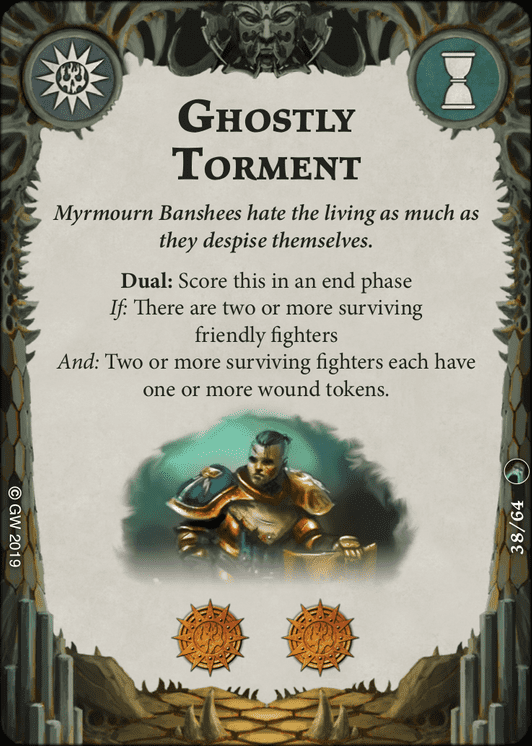 Ghostly
Torment
Myrmourn Banshees hate the living as much as
they despise themselves.
Dual: Score this in an end phase
If: There are two or more surviving
friendly fighters
And: Two or more surviving fighters each have
one or more wound tokens.
© GW 2019
38/64